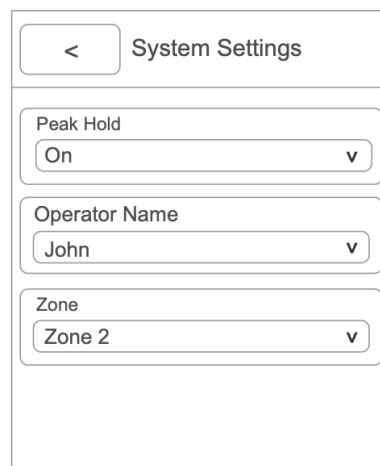 < System Settings
Peak Hold
On v
Operator Name
John v
Zone
Zone 2 v